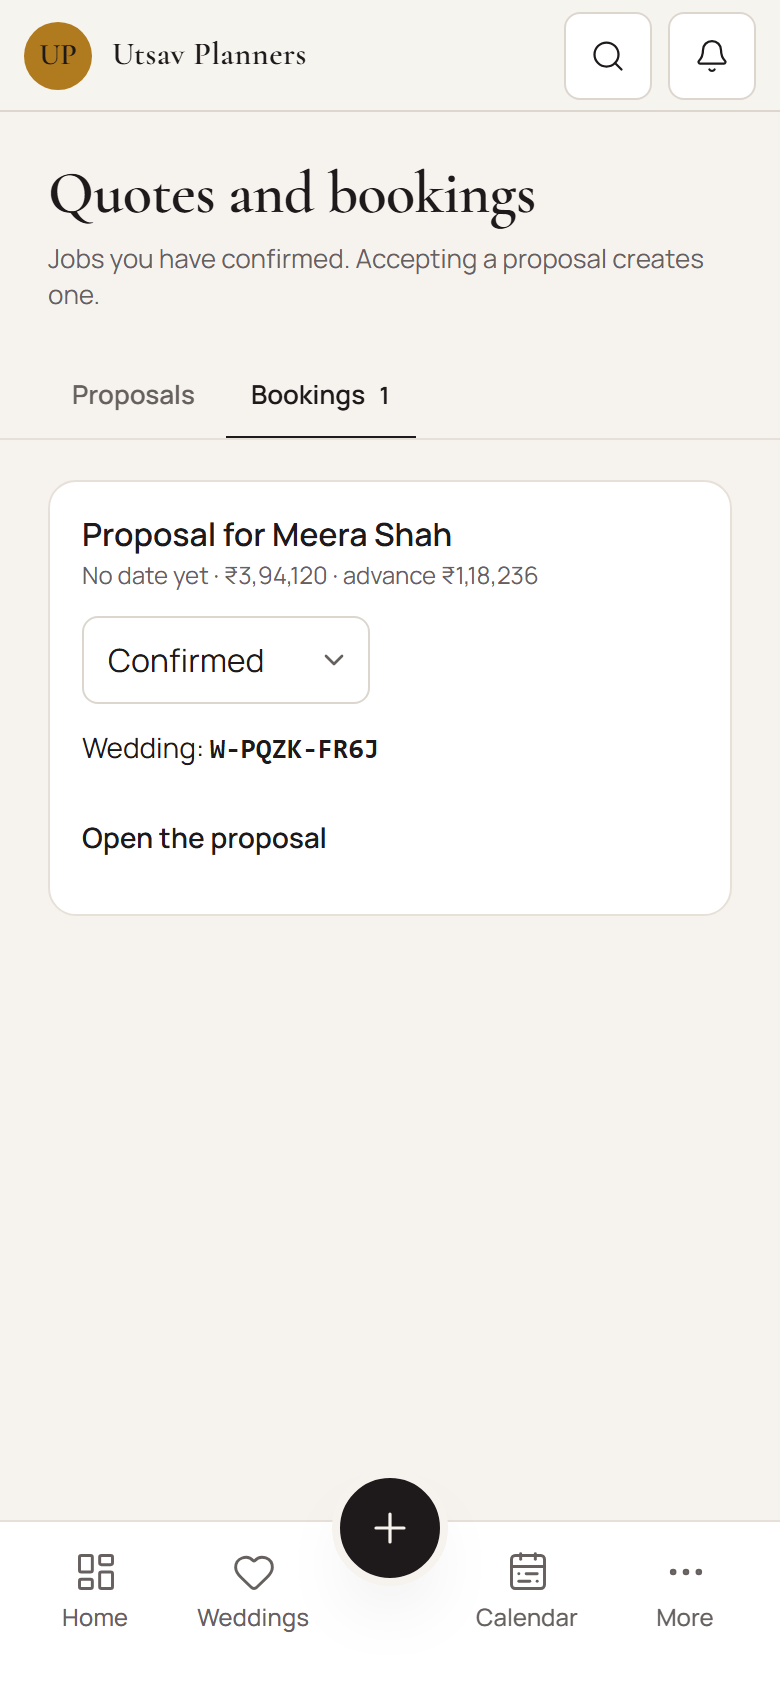 UP Utsav Planners
Quotes and bookings
Jobs you have confirmed. Accepting a proposal creates
one.
Proposals Bookings 1
Proposal for Meera Shah
No date yet · ₹3,94,120 · advance ₹1,18,236
Confirmed
Wedding: W-PQZK-FR6J
Open the proposal
Home Weddings Calendar More